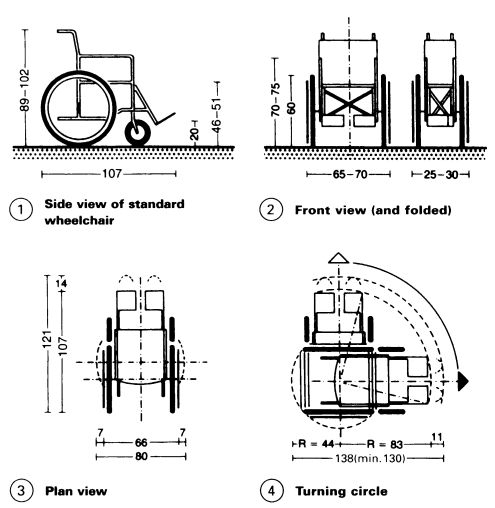 89–102
46–51
20
107
70–75
60
65–70
25–30
1 Side view of standard
wheelchair
2 Front view (and folded)
14
121
107
7
66
7
80
R = 44
R = 83
11
138(min. 130)
3 Plan view
4 Turning circle